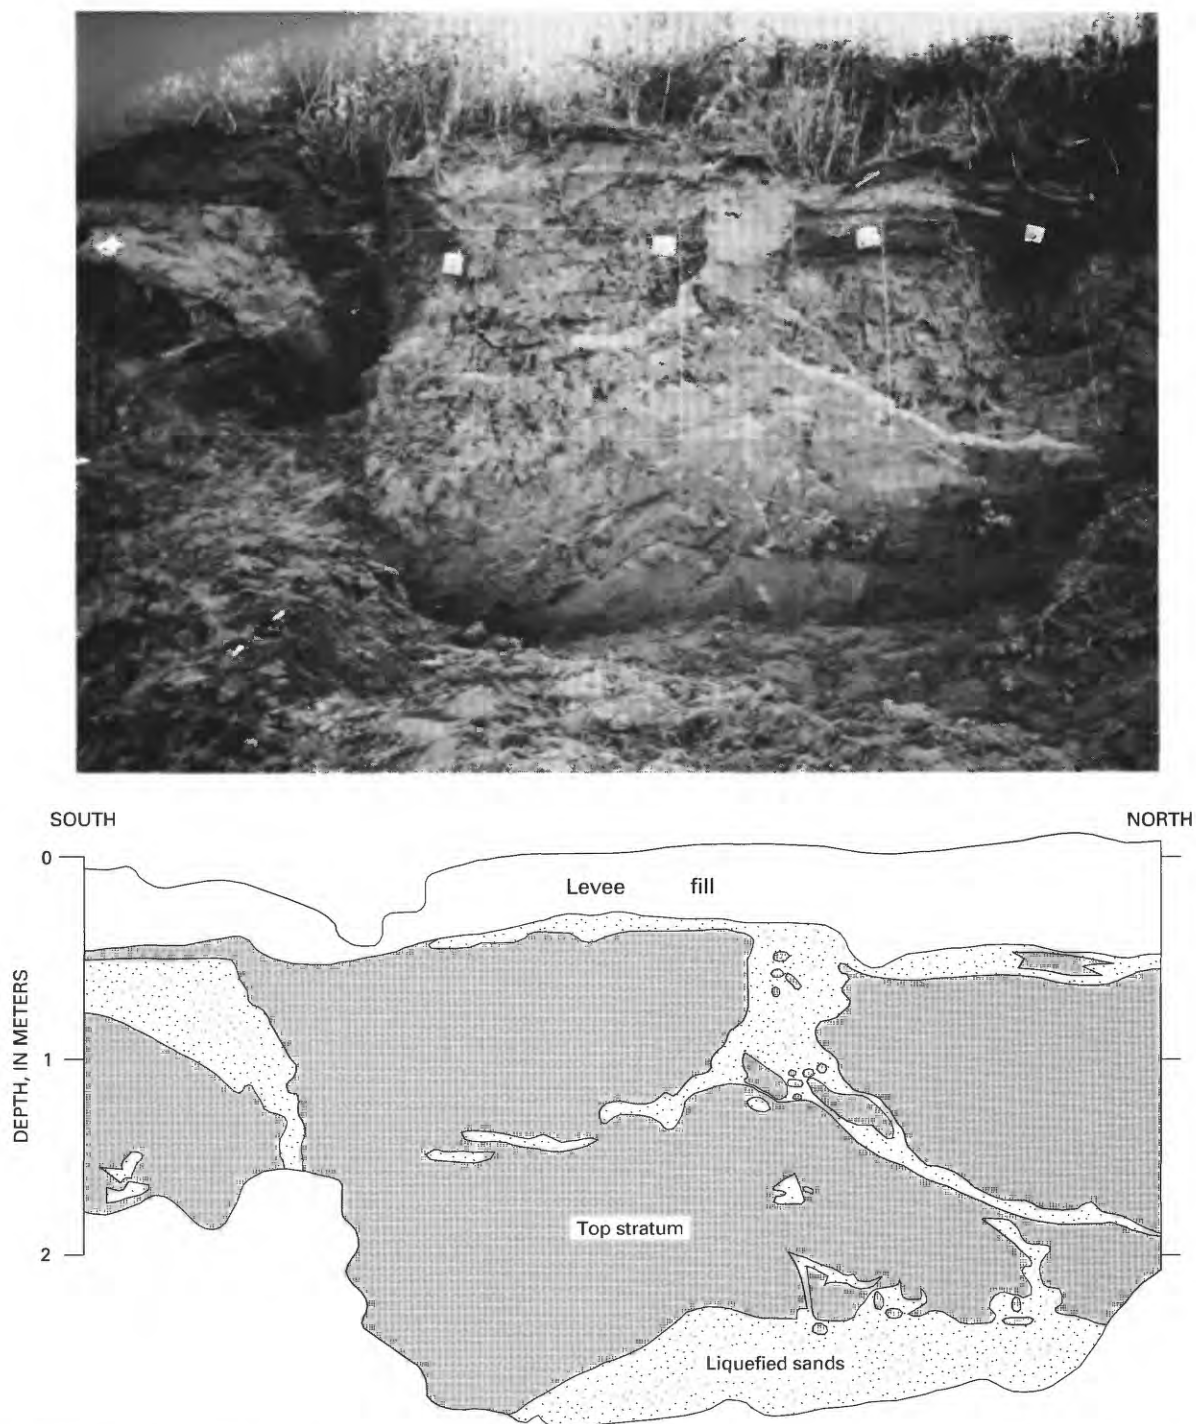 SOUTH
NORTH
0
Levee fill
DEPTH, IN METERS
1
Top stratum
2
Liquefied sands